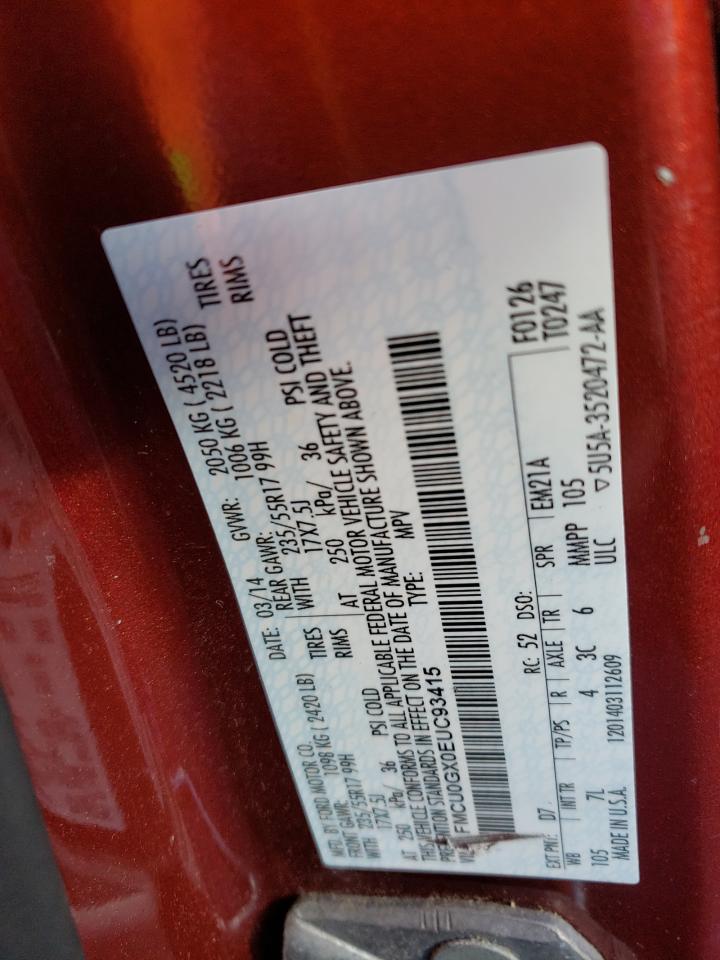 MFD. BY FORD MOTOR CO. DATE: 03/14 GVWR: 2050 KG ( 4520 LB)
FRONT GAWR: 1098 KG ( 2420 LB) REAR GAWR: 1006 KG ( 2218 LB)
WITH 235/55R17 99H TIRES WITH 235/55R17 99H TIRES
17X7.5J RIMS 17X7.5J RIMS
AT 250 kPa/ 36 PSI COLD AT 250 kPa/ 36 PSI COLD
THIS VEHICLE CONFORMS TO ALL APPLICABLE FEDERAL MOTOR VEHICLE SAFETY AND THEFT
PREVENTION STANDARDS IN EFFECT ON THE DATE OF MANUFACTURE SHOWN ABOVE.
FMCU0GX0EUC93415 TYPE: MPV
F0126
EXT PNT: D7 RC: 52 DSO: T0247
WB INT TR TP/PS R AXLE TR SPR EM21A
105 7L 4 3C 6 MMPP 105
MADE IN U.S.A. 1201403112609 ULC ▽5U5A-3520472-AA